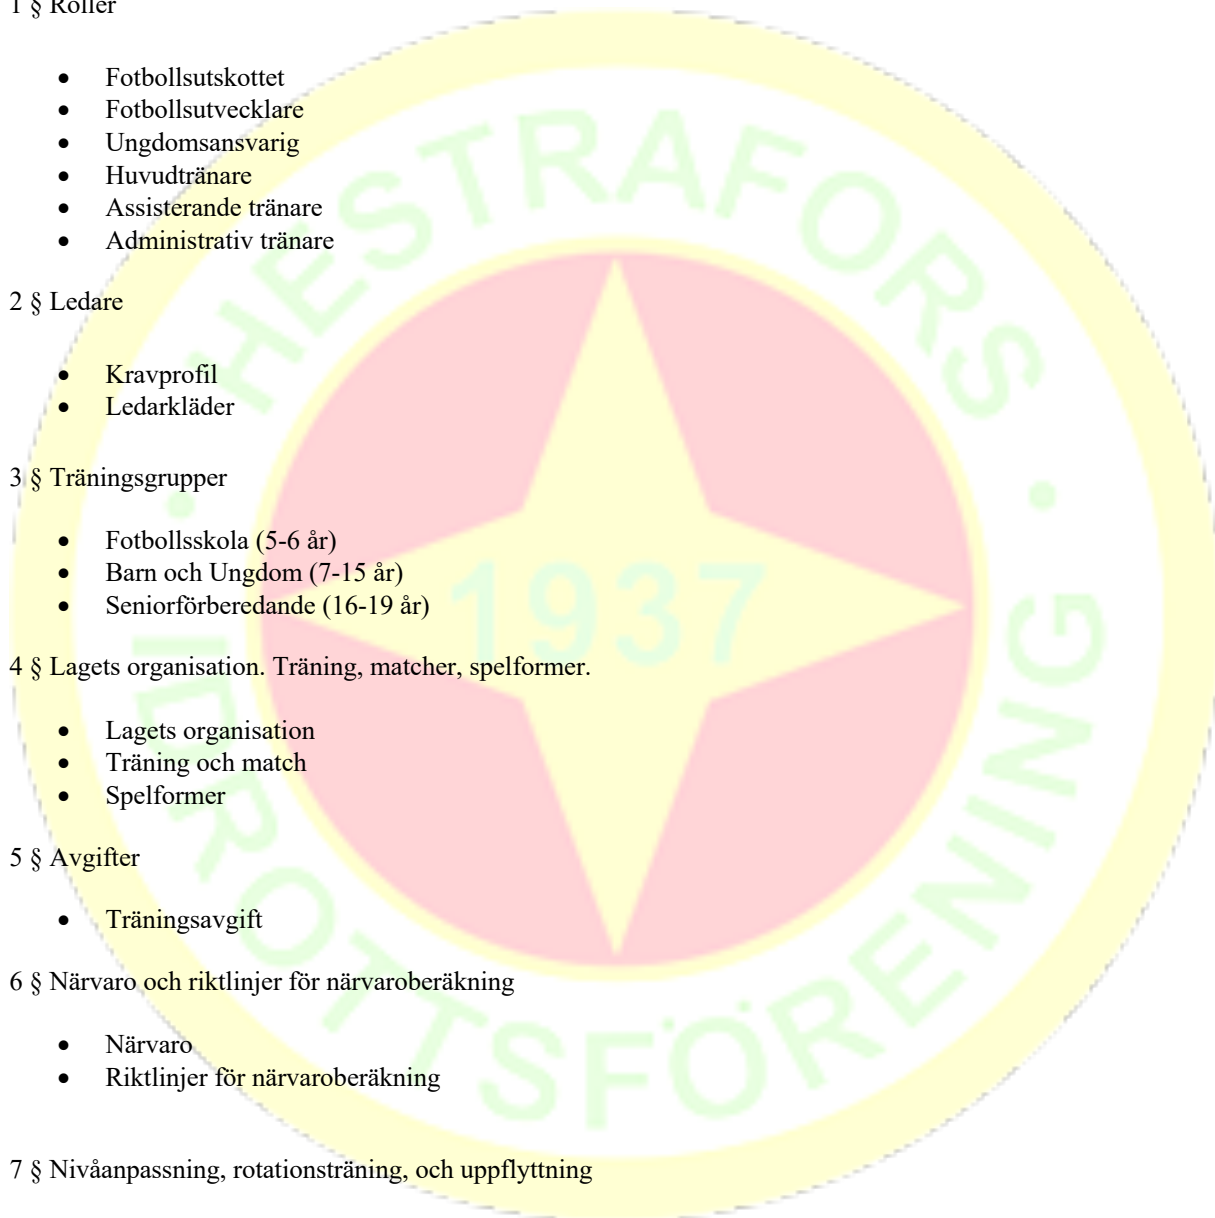 1 § Roller
• Fotbollsutskottet
• Fotbollsutvecklare
• Ungdomsansvarig
• Huvudtränare
• Assisterande tränare
• Administrativ tränare
2 § Ledare
• Kravprofil
• Ledarkläder
3 § Träningsgrupper
• Fotbollsskola (5-6 år)
• Barn och Ungdom (7-15 år)
• Seniorförberedande (16-19 år)
4 § Lagets organisation. Träning, matcher, spelformer.
• Lagets organisation
• Träning och match
• Spelformer
5 § Avgifter
• Träningsavgift
6 § Närvaro och riktlinjer för närvaroberäkning
• Närvaro
• Riktlinjer för närvaroberäkning
7 § Nivåanpassning, rotationsträning, och uppflyttning
HESTRAFORS
1937
IDROTTSFÖRENING